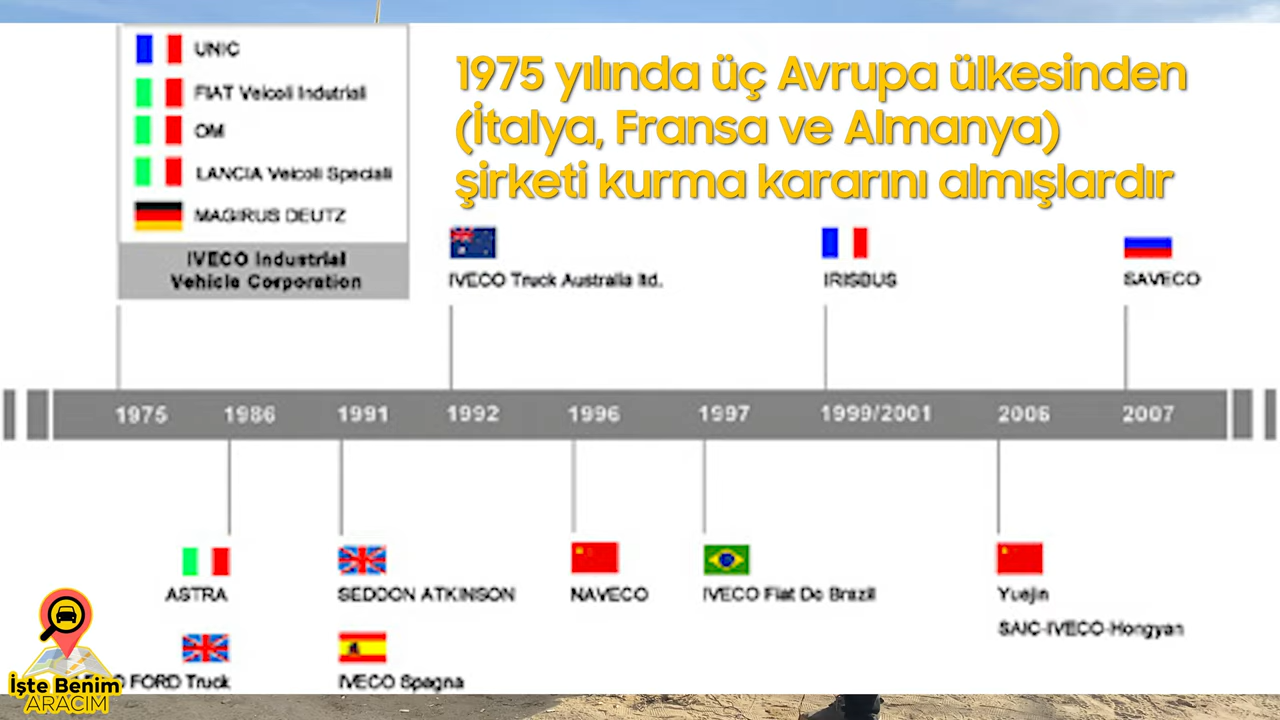 UNIC
FIAT Veicoli Indutriali
OM
LANCIA Veicoli Speciali
MAGIRUS DEUTZ
IVECO Industrial
Vehicle Corporation
1975 yılında üç Avrupa ülkesinden
(İtalya, Fransa ve Almanya)
şirketi kurma kararını almışlardır
IVECO Truck Australia ltd.
IRISBUS
SAVECO
1975 1986 1991 1992 1996 1997 1999/2001 2006 2007
ASTRA
SEDDON ATKINSON
NAVECO
IVECO Fiat Do Brazil
Yuejin
SAIC-IVECO-Hongyan
FORD Truck
IVECO Spagna
İşte Benim
ARACIM